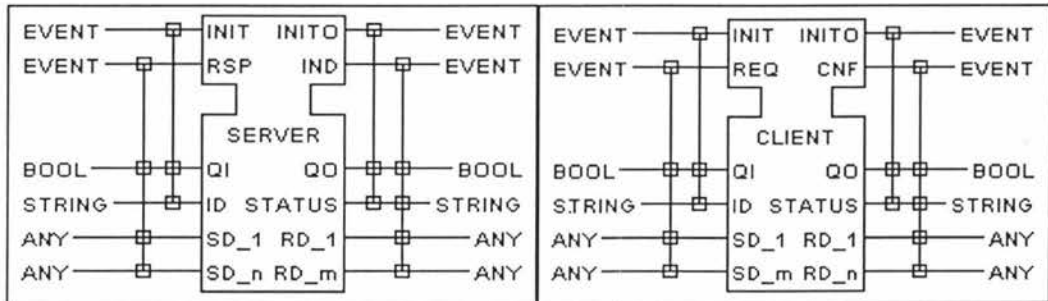 EVENT INIT INITO EVENT
EVENT RSP IND EVENT
SERVER
BOOL QI QO BOOL
STRING ID STATUS STRING
ANY SD_1 RD_1 ANY
ANY SD_n RD_m ANY
EVENT INIT INITO EVENT
EVENT REQ CNF EVENT
CLIENT
BOOL QI QO BOOL
STRING ID STATUS STRING
ANY SD_1 RD_1 ANY
ANY SD_m RD_n ANY